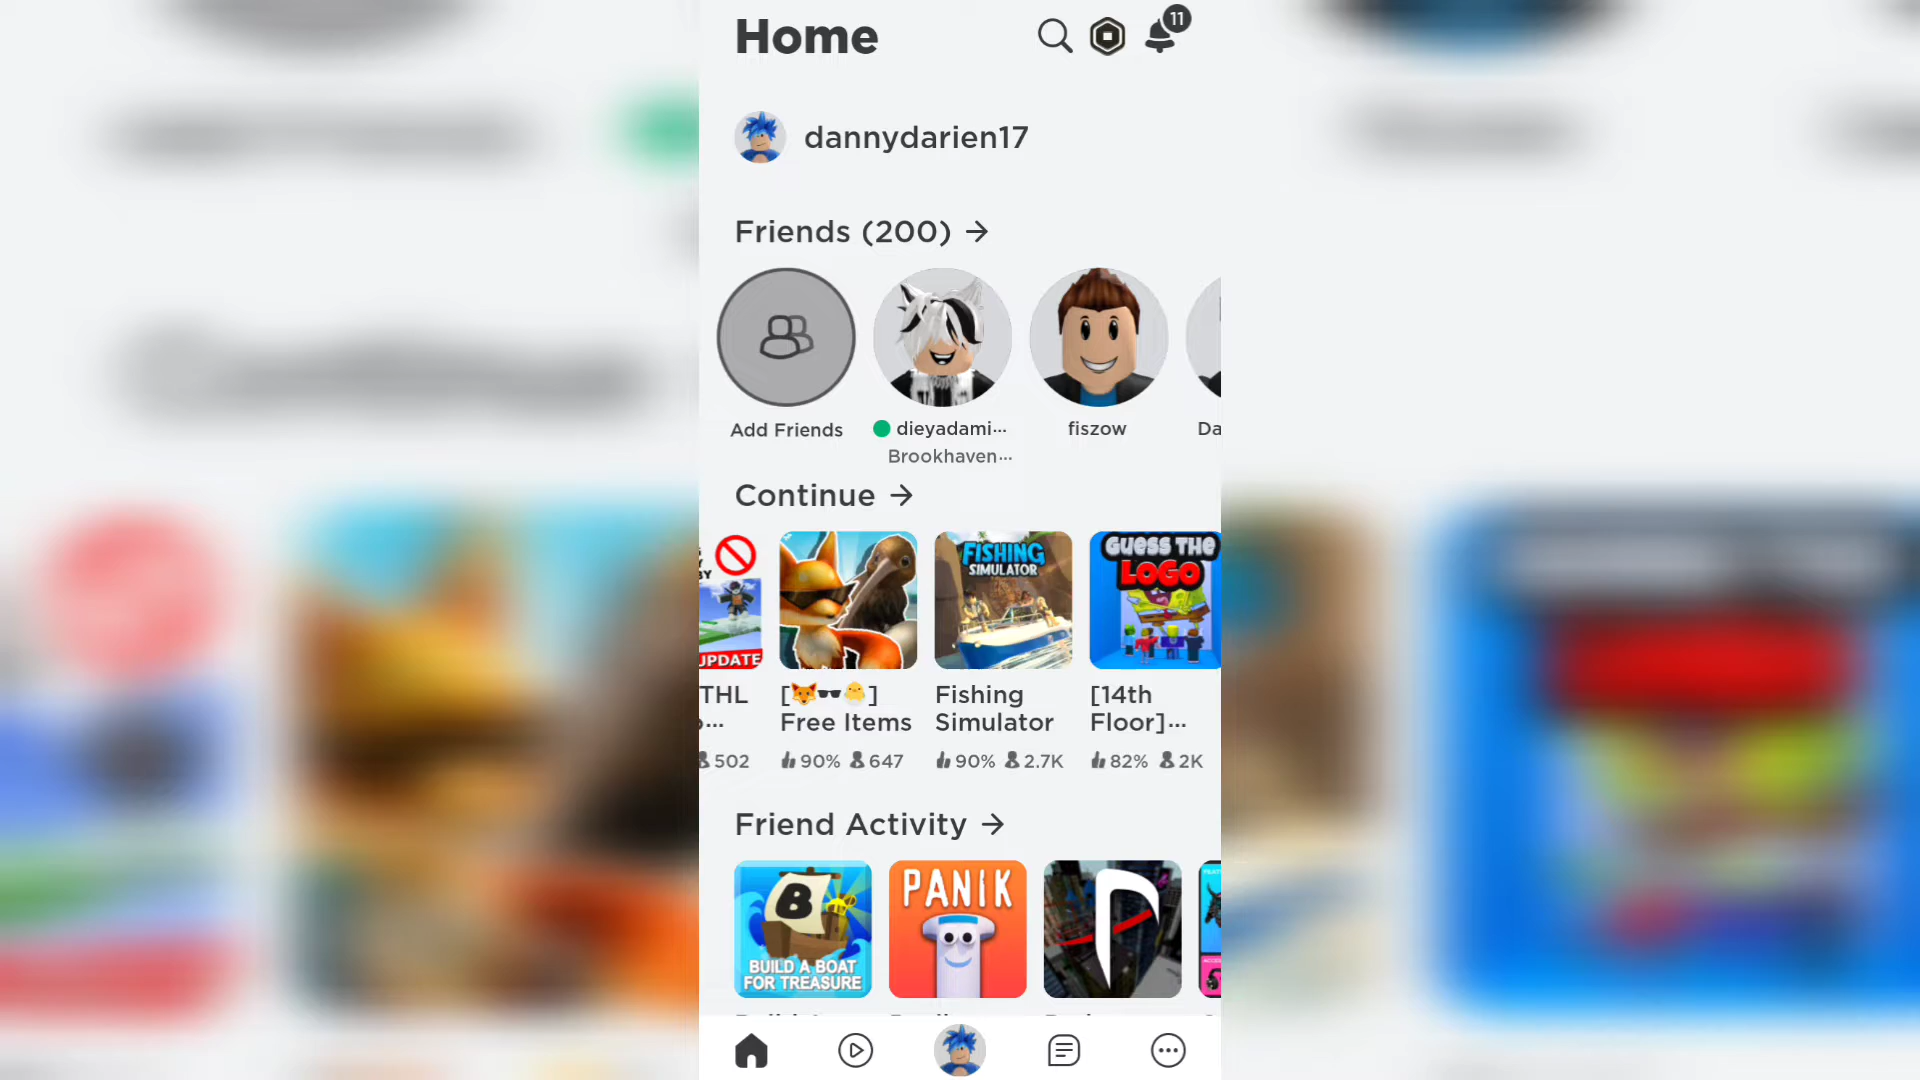 Home
11
dannydarien17
Friends (200)
Add Friends
dieyadami...
fiszow
Da
Brookhaven...
Continue
BY
UPDATE
FISHING
SIMULATOR
GUESS THE
LOGO
THL
[🦊🕶️🐣]
Free Items
Fishing
Simulator
[14th
Floor]...
502
90% 647
90% 2.7K
82% 2K
Friend Activity
B
BUILD A BOAT
FOR TREASURE
PANIK